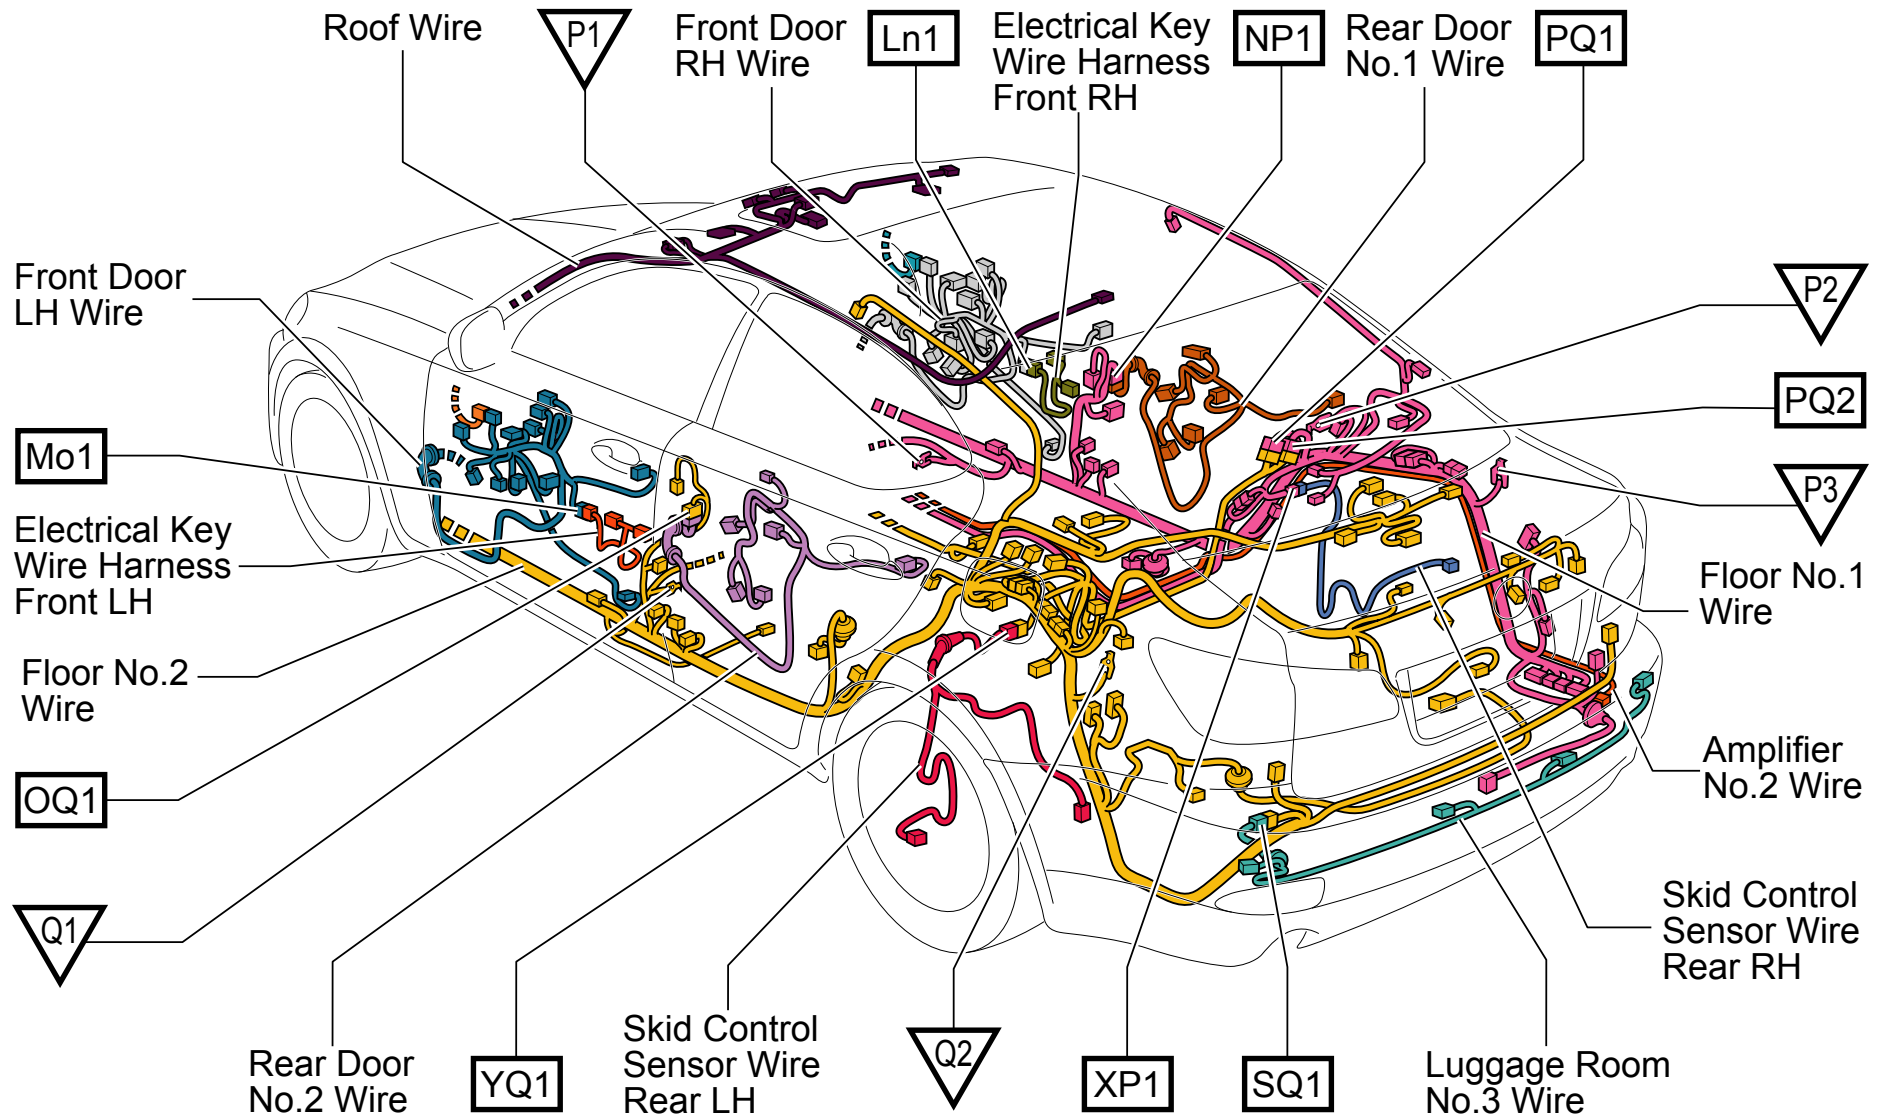 Roof Wire
P1
Front Door
RH Wire
Ln1
Electrical Key
Wire Harness
Front RH
NP1
Rear Door
No.1 Wire
PQ1
Front Door
LH Wire
P2
PQ2
Mo1
P3
Electrical Key
Wire Harness
Front LH
Floor No.1
Wire
Floor No.2
Wire
Amplifier
No.2 Wire
OQ1
Q1
Skid Control
Sensor Wire
Rear RH
Rear Door
No.2 Wire
YQ1
Skid Control
Sensor Wire
Rear LH
Q2
XP1
SQ1
Luggage Room
No.3 Wire